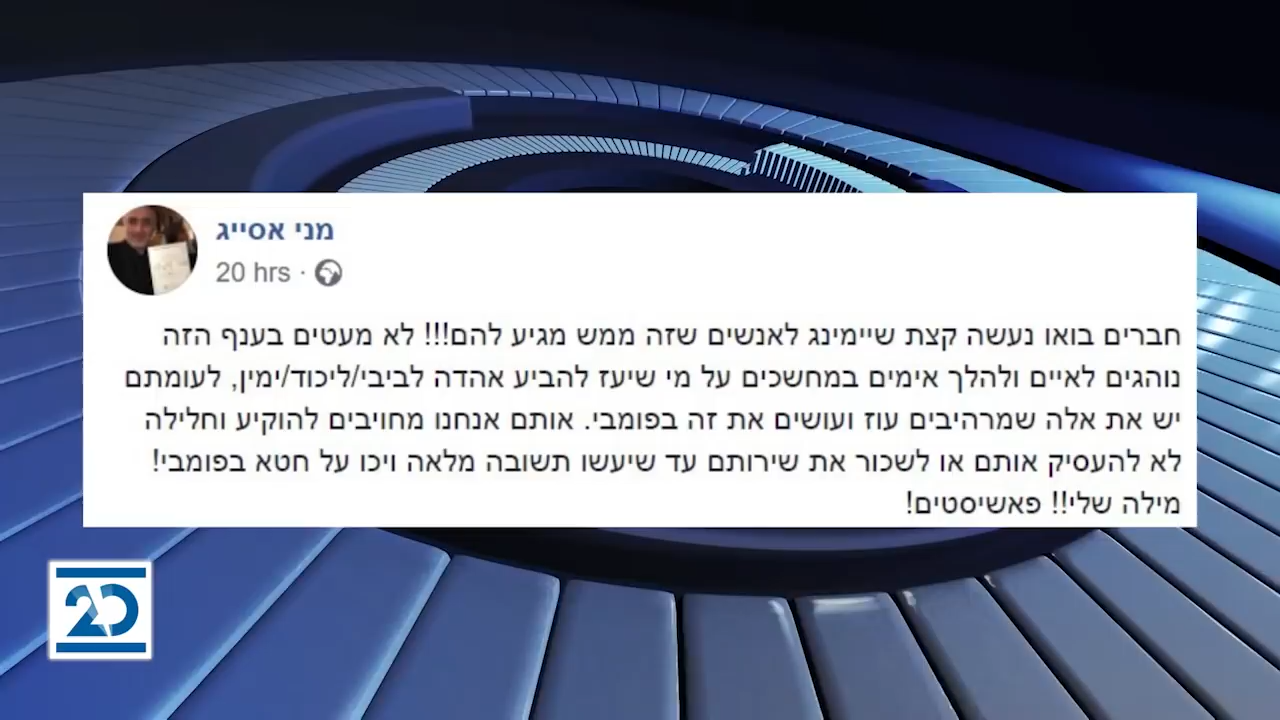 מני אסייג
20 hrs ·
חברים בואו נעשה קצת שיימינג לאנשים שזה ממש מגיע להם!!! לא מעטים בענף הזה
נוהגים לאיים ולהלך אימים במחשכים על מי שיעז להביע אהדה לביבי/ליכוד/ימין, לעומתם
יש את אלה שמרהיבים עוז ועושים את זה בפומבי. אותם אנחנו מחויבים להוקיע וחלילה
לא להעסיק אותם או לשכור את שירותם עד שיעשו תשובה מלאה ויכו על חטא בפומבי!
מילה שלי!! פאשיסטים!
20